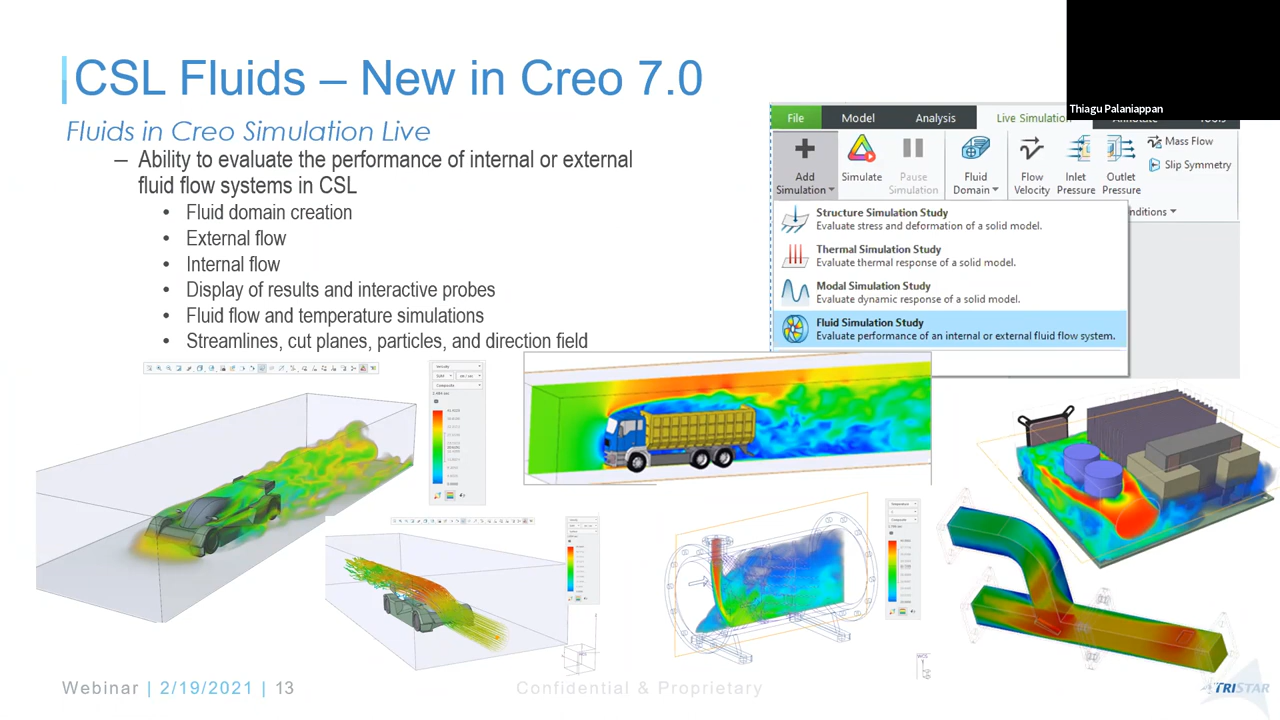 CSL Fluids – New in Creo 7.0
Thiagu Palaniappan
Fluids in Creo Simulation Live
– Ability to evaluate the performance of internal or external
fluid flow systems in CSL
• Fluid domain creation
• External flow
• Internal flow
• Display of results and interactive probes
• Fluid flow and temperature simulations
• Streamlines, cut planes, particles, and direction field
File Model Analysis Live Simulation
Add
Simulation
Simulate
Pause
Simulation
Fluid
Domain
Flow
Velocity
Inlet
Pressure
Outlet
Pressure
Mass Flow
Slip Symmetry
nditions
Structure Simulation Study
Evaluate stress and deformation of a solid model.
Thermal Simulation Study
Evaluate thermal response of a solid model.
Modal Simulation Study
Evaluate dynamic response of a solid model.
Fluid Simulation Study
Evaluate performance of an internal or external fluid flow system.
Velocity
Composite
Temperature
Composite
WCS
Webinar | 2/19/2021 | 13
Confidential & Proprietary
TRISTAR